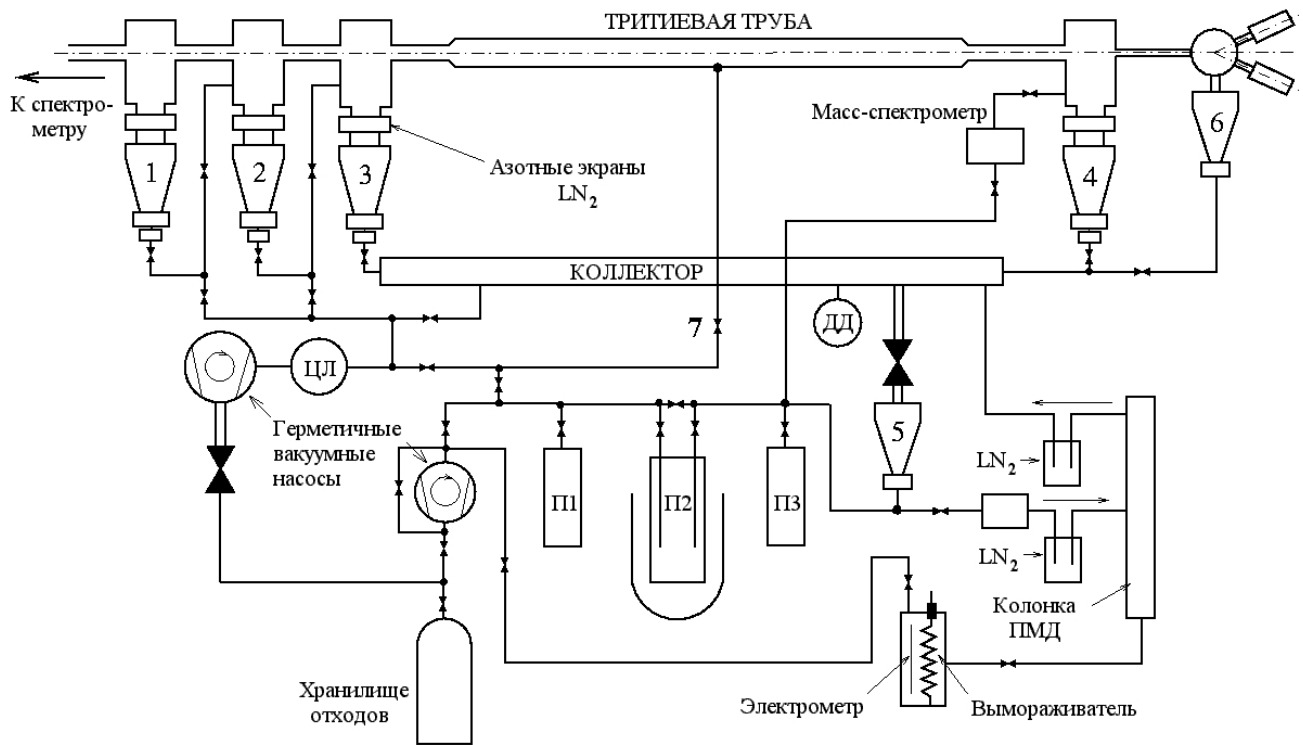 ТРИТИЕВАЯ ТРУБА
К спектро-
метру
Масс-спектрометр
6
1
2
3
4
Азотные экраны
LN2
КОЛЛЕКТОР
7
ДД
ЦЛ
5
Герметичные
вакуумные
насосы
LN2
П1
П2
П3
LN2
Колонка
ПМД
Хранилище
отходов
Электрометр
Вымораживатель